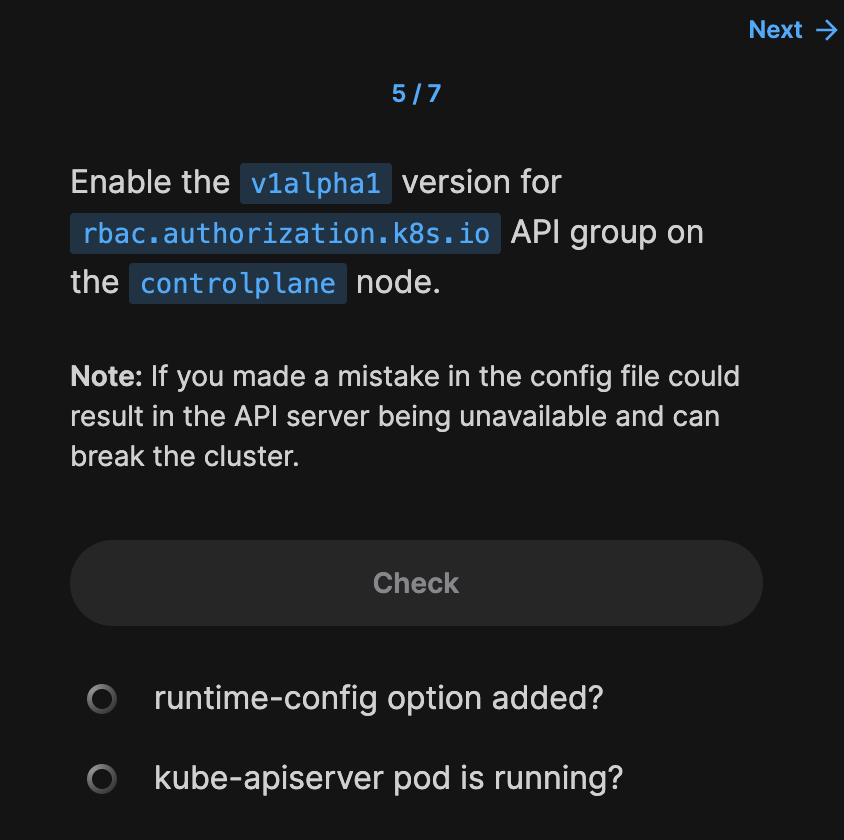 Next →
5 / 7
Enable the v1alpha1 version for
rbac.authorization.k8s.io API group on
the controlplane node.
Note: If you made a mistake in the config file could
result in the API server being unavailable and can
break the cluster.
Check
runtime-config option added?
kube-apiserver pod is running?